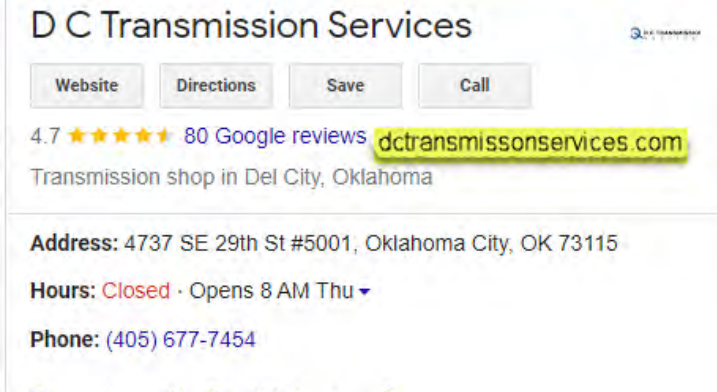 D C Transmission Services
Website Directions Save Call
4.7 80 Google reviews dctransmissonservices.com
Transmission shop in Del City, Oklahoma
Address: 4737 SE 29th St #5001, Oklahoma City, OK 73115
Hours: Closed · Opens 8 AM Thu
Phone: (405) 677-7454